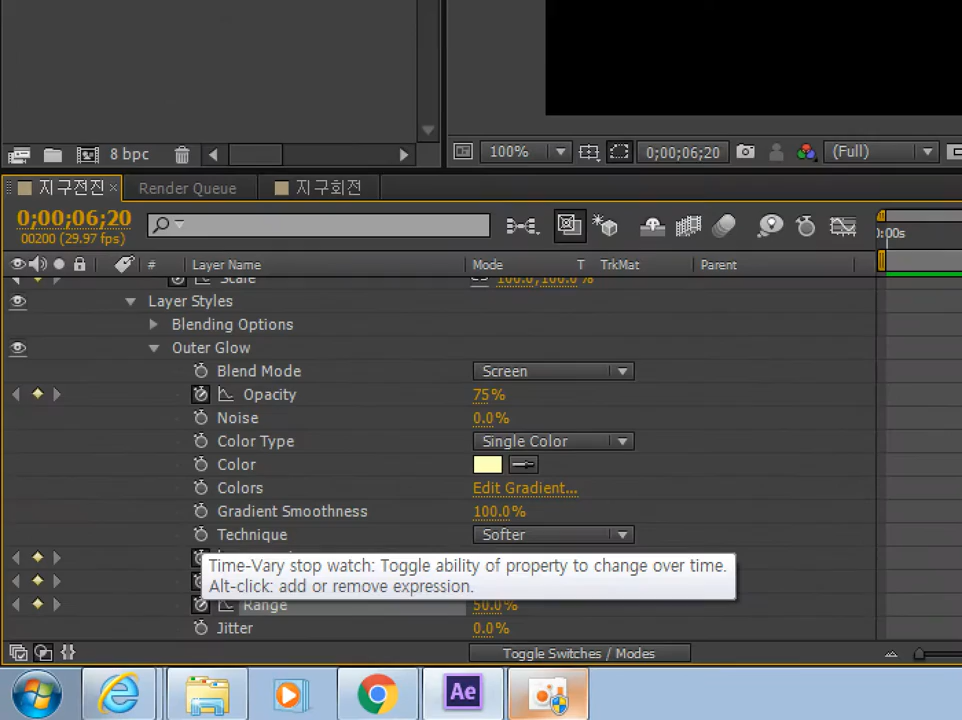 8 bpc
100%
0;00;06;20
(Full)
지구전진
Render Queue
지구회전
0;00;06;20
00200 (29.97 fps)
0:00s
#
Layer Name
Mode
T
TrkMat
Parent
Scale
100.0,100.0%
Layer Styles
Blending Options
Outer Glow
Blend Mode
Screen
Opacity
75%
Noise
0.0%
Color Type
Single Color
Color
Colors
Edit Gradient...
Gradient Smoothness
100.0%
Technique
Softer
Time-Vary stop watch: Toggle ability of property to change over time.
Alt-click: add or remove expression.
Range
50.0%
Jitter
0.0%
Toggle Switches / Modes
Ae